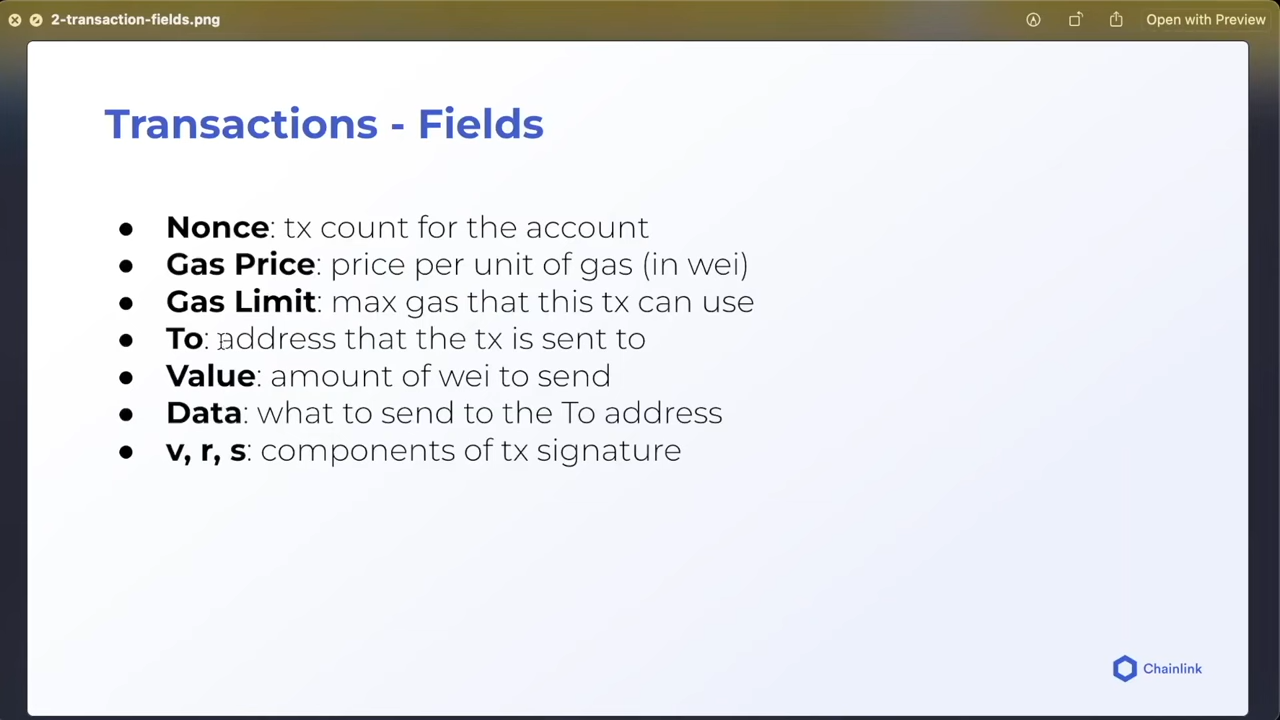 2-transaction-fields.png
Open with Preview
Transactions - Fields
● Nonce: tx count for the account
● Gas Price: price per unit of gas (in wei)
● Gas Limit: max gas that this tx can use
● To: address that the tx is sent to
● Value: amount of wei to send
● Data: what to send to the To address
● v, r, s: components of tx signature
Chainlink